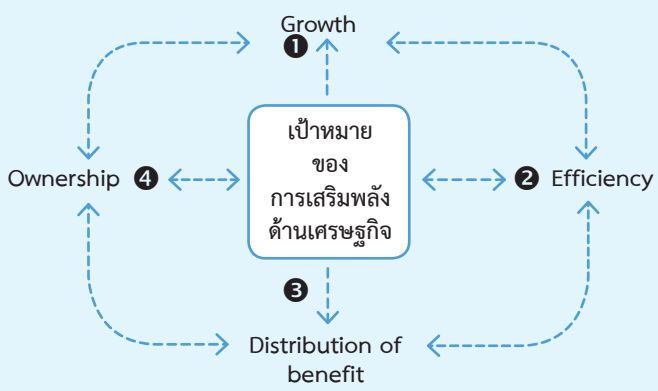 Growth
❶
เป้าหมาย
ของ
การเสริมพลัง
ด้านเศรษฐกิจ
Ownership ❹
❷ Efficiency
❸
Distribution of
benefit